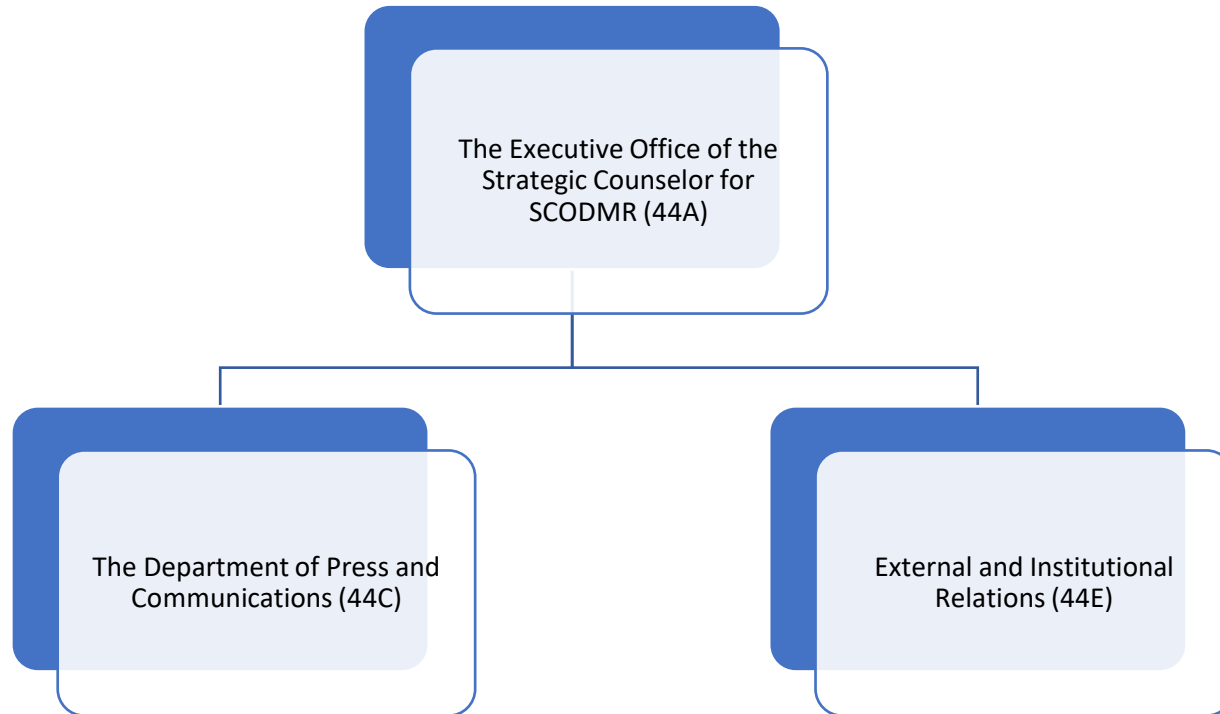 The Executive Office of the
Strategic Counselor for
SCODMR (44A)
The Department of Press and
Communications (44C)
External and Institutional
Relations (44E)